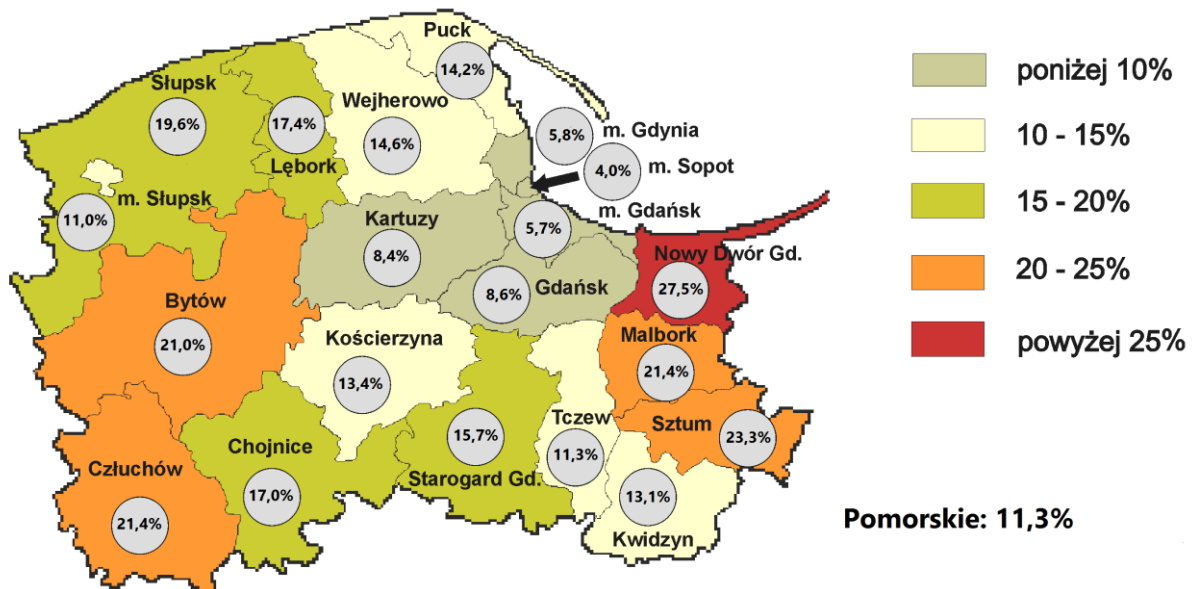 Puck
14,2%
Słupsk
19,6%
17,4%
Lębork
Wejherowo
14,6%
5,8%
m. Gdynia
4,0%
m. Sopot
m. Słupsk
11,0%
Kartuzy
8,4%
m. Gdańsk
5,7%
Nowy Dwór Gd.
27,5%
8,6%
Gdańsk
Bytów
21,0%
Kościerzyna
13,4%
Malbork
21,4%
Sztum
23,3%
Tczew
11,3%
15,7%
Starogard Gd.
Chojnice
17,0%
Człuchów
21,4%
13,1%
Kwidzyn
poniżej 10%
10 - 15%
15 - 20%
20 - 25%
powyżej 25%
Pomorskie: 11,3%